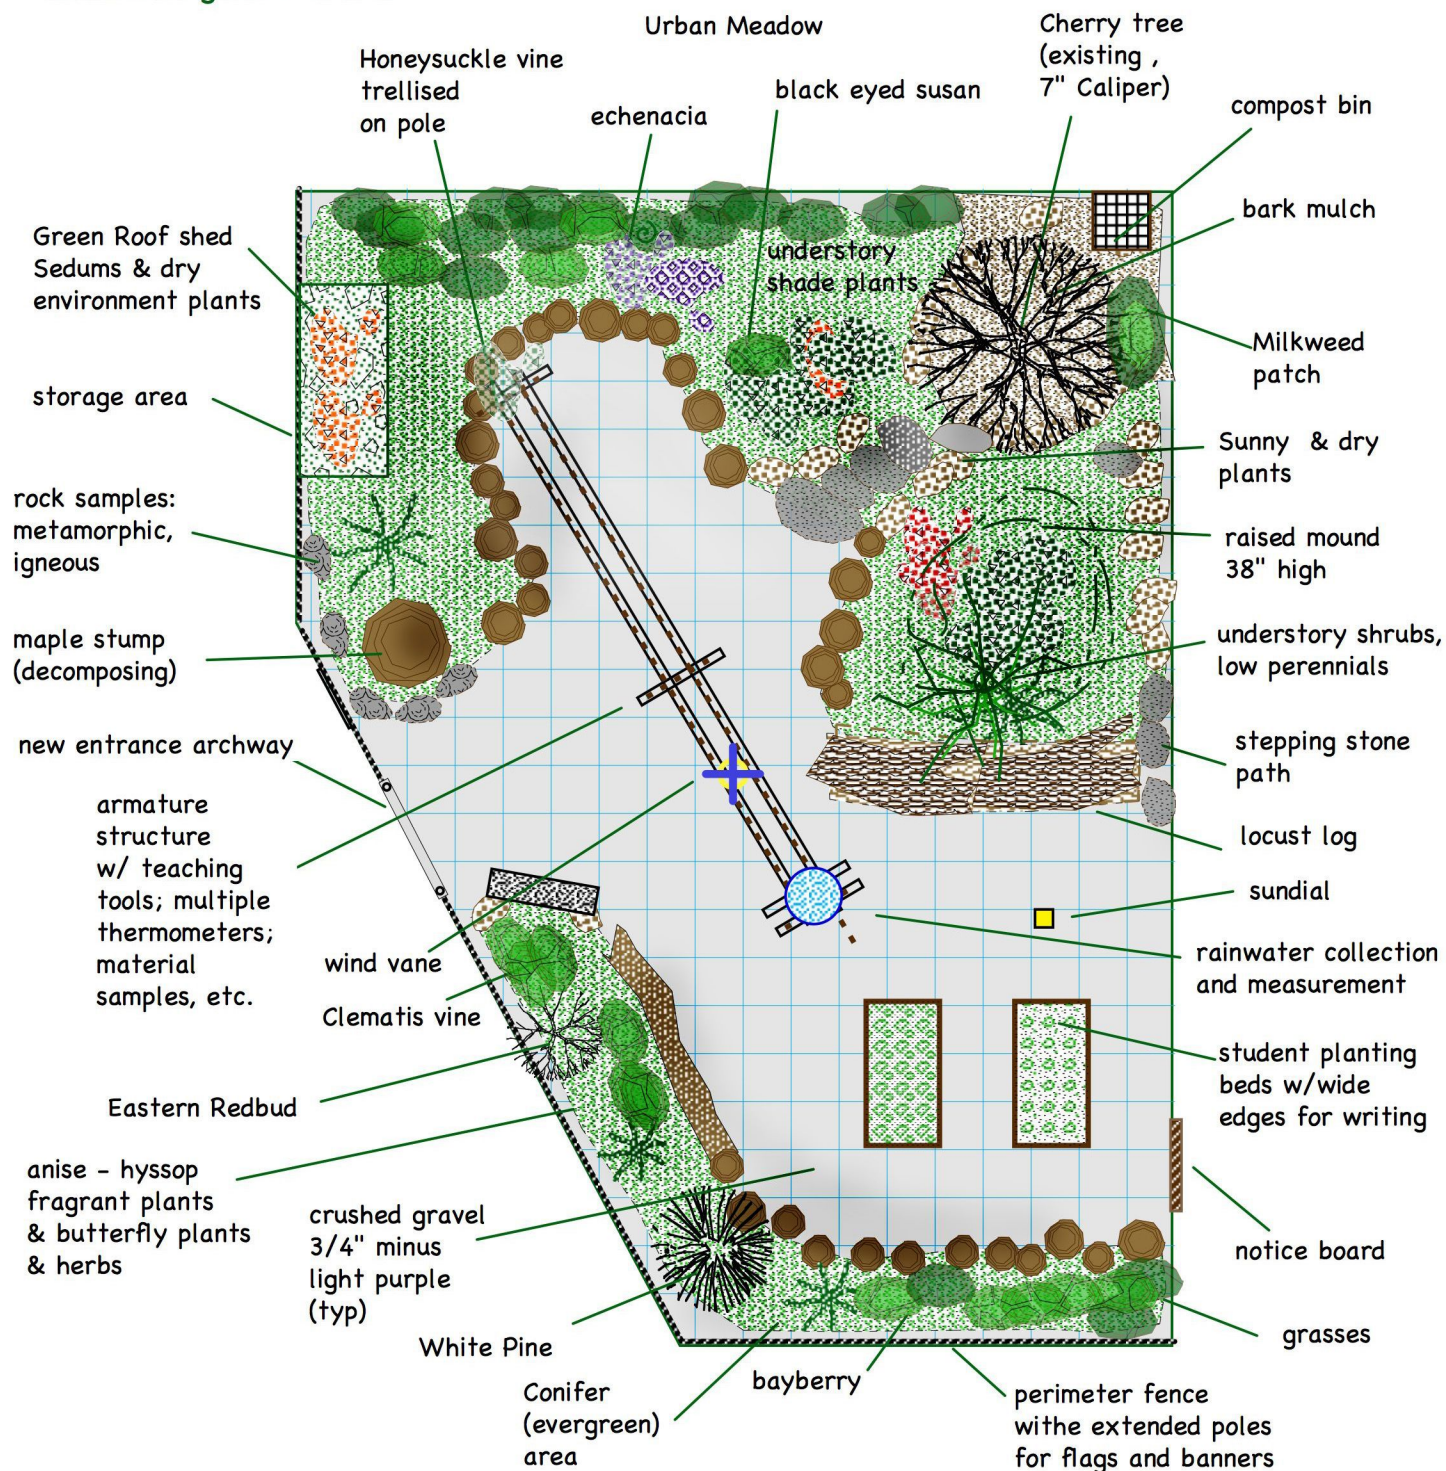 Urban Meadow
Cherry tree
(existing ,
7" Caliper)
Honeysuckle vine
trellised
on pole
echenacia
black eyed susan
compost bin
bark mulch
Green Roof shed
Sedums & dry
environment plants
understory
shade plants
Milkweed
patch
storage area
Sunny & dry
plants
rock samples:
metamorphic,
igneous
raised mound
38" high
maple stump
(decomposing)
understory shrubs,
low perennials
new entrance archway
stepping stone
path
armature
structure
w/ teaching
tools; multiple
thermometers;
material
samples, etc.
locust log
sundial
wind vane
rainwater collection
and measurement
Clematis vine
student planting
beds w/wide
edges for writing
Eastern Redbud
anise - hyssop
fragrant plants
& butterfly plants
& herbs
crushed gravel
3/4" minus
light purple
(typ)
notice board
White Pine
grasses
Conifer
(evergreen)
area
bayberry
perimeter fence
withe extended poles
for flags and banners